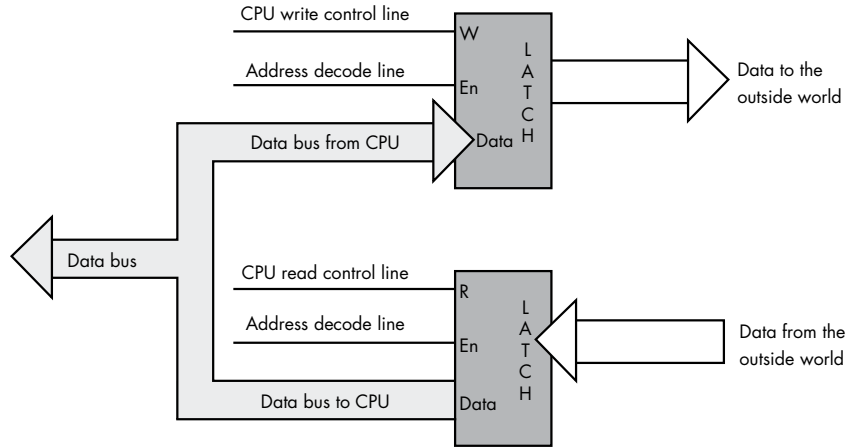 CPU write control line
W
Address decode line
En
Data bus from CPU
Data
LATCH
Data to the
outside world
Data bus
CPU read control line
R
Address decode line
En
Data bus to CPU
Data
LATCH
Data from the
outside world